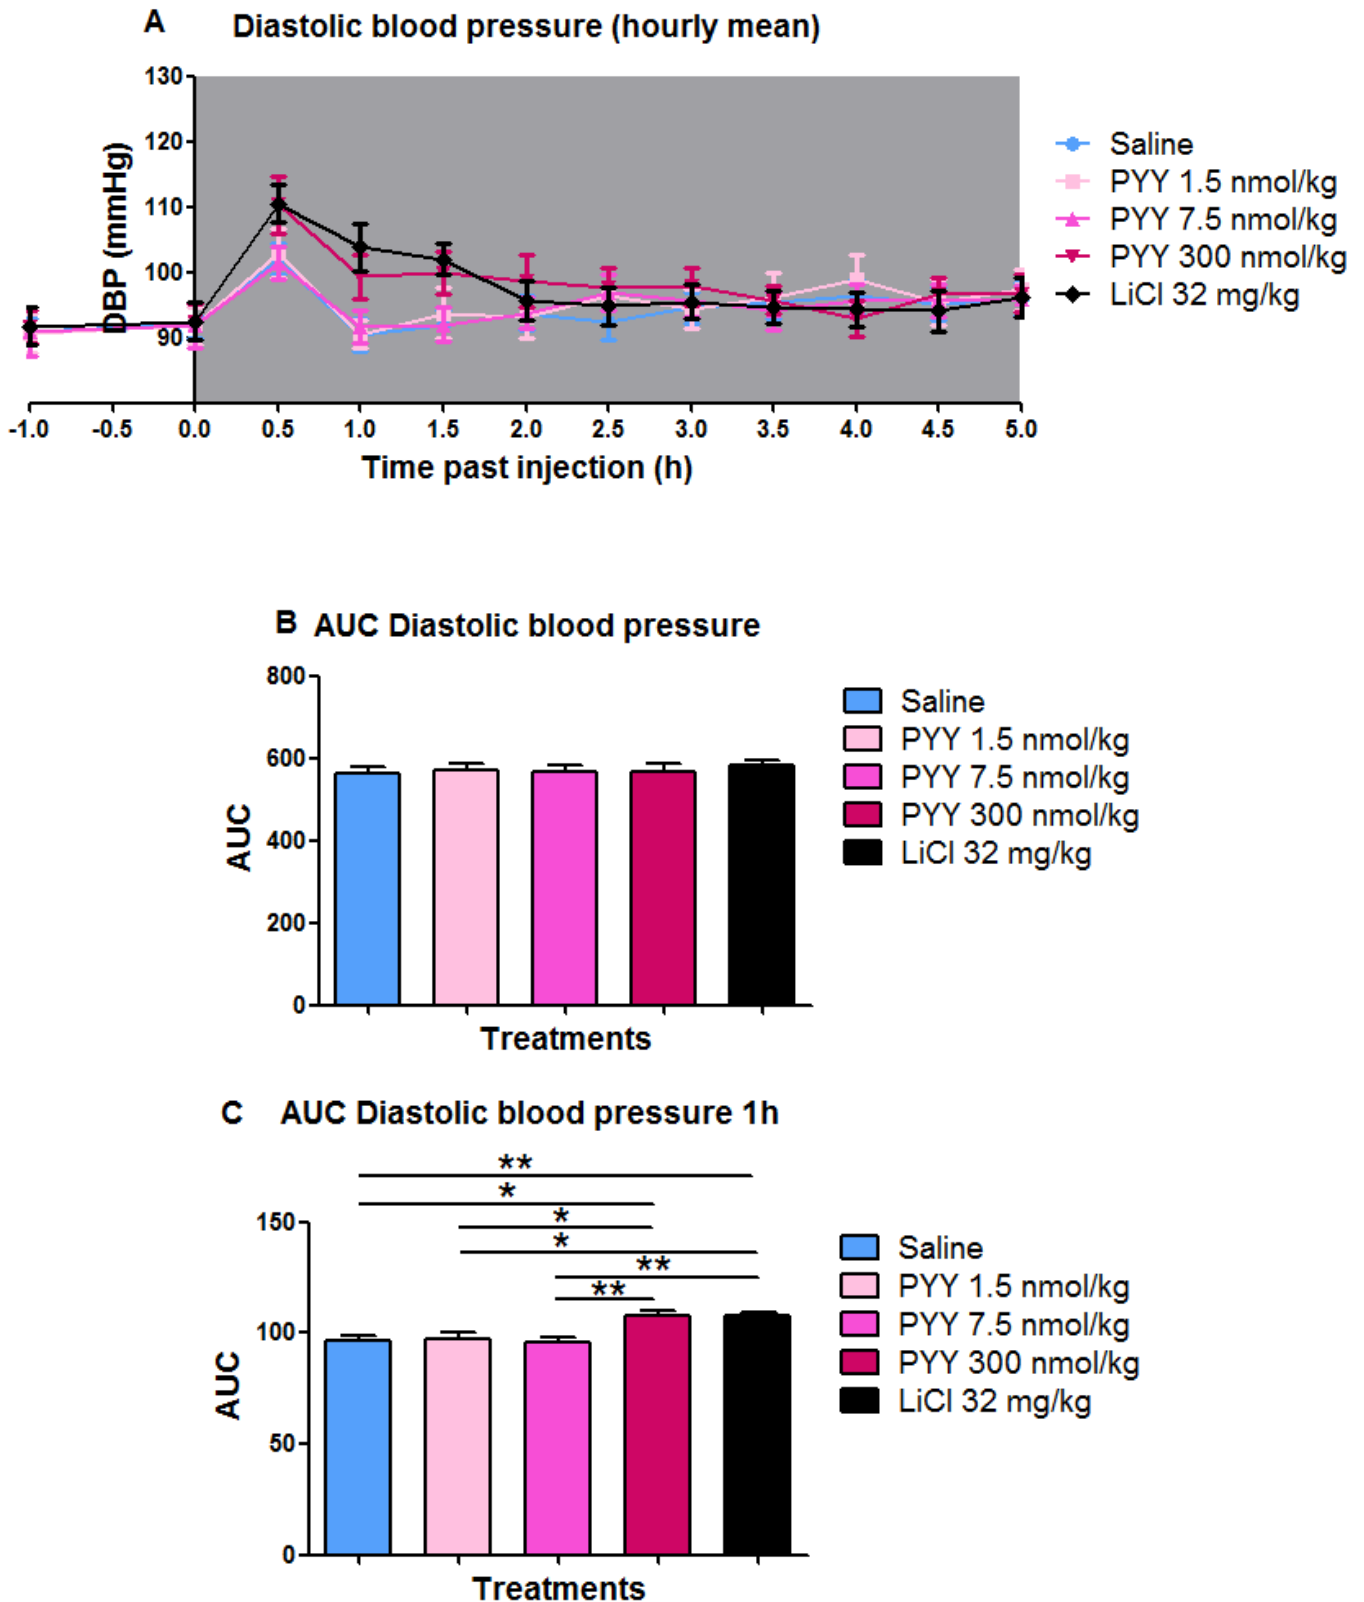 A Diastolic blood pressure (hourly mean)
130
120
110
100
90
DBP (mmHg)
-1.0 -0.5 0.0 0.5 1.0 1.5 2.0 2.5 3.0 3.5 4.0 4.5 5.0
Time past injection (h)
Saline
PYY 1.5 nmol/kg
PYY 7.5 nmol/kg
PYY 300 nmol/kg
LiCl 32 mg/kg
B AUC Diastolic blood pressure
800
600
400
200
0
AUC
Treatments
Saline
PYY 1.5 nmol/kg
PYY 7.5 nmol/kg
PYY 300 nmol/kg
LiCl 32 mg/kg
C AUC Diastolic blood pressure 1h
**
*
*
*
**
**
150
100
50
0
AUC
Treatments
Saline
PYY 1.5 nmol/kg
PYY 7.5 nmol/kg
PYY 300 nmol/kg
LiCl 32 mg/kg